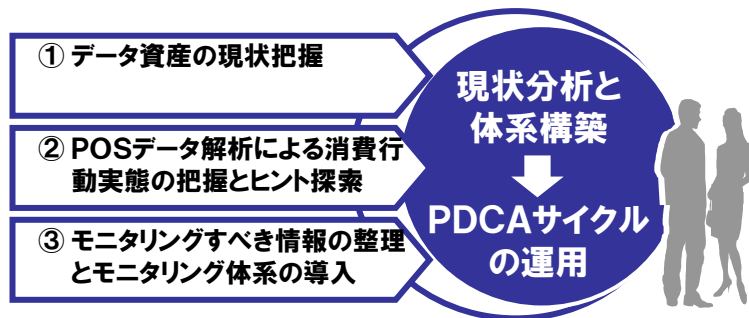 ① データ資産の現状把握
② POSデータ解析による消費行
動実態の把握とヒント探索
③ モニタリングすべき情報の整理
とモニタリング体系の導入
現状分析と
体系構築
PDCAサイクル
の運用